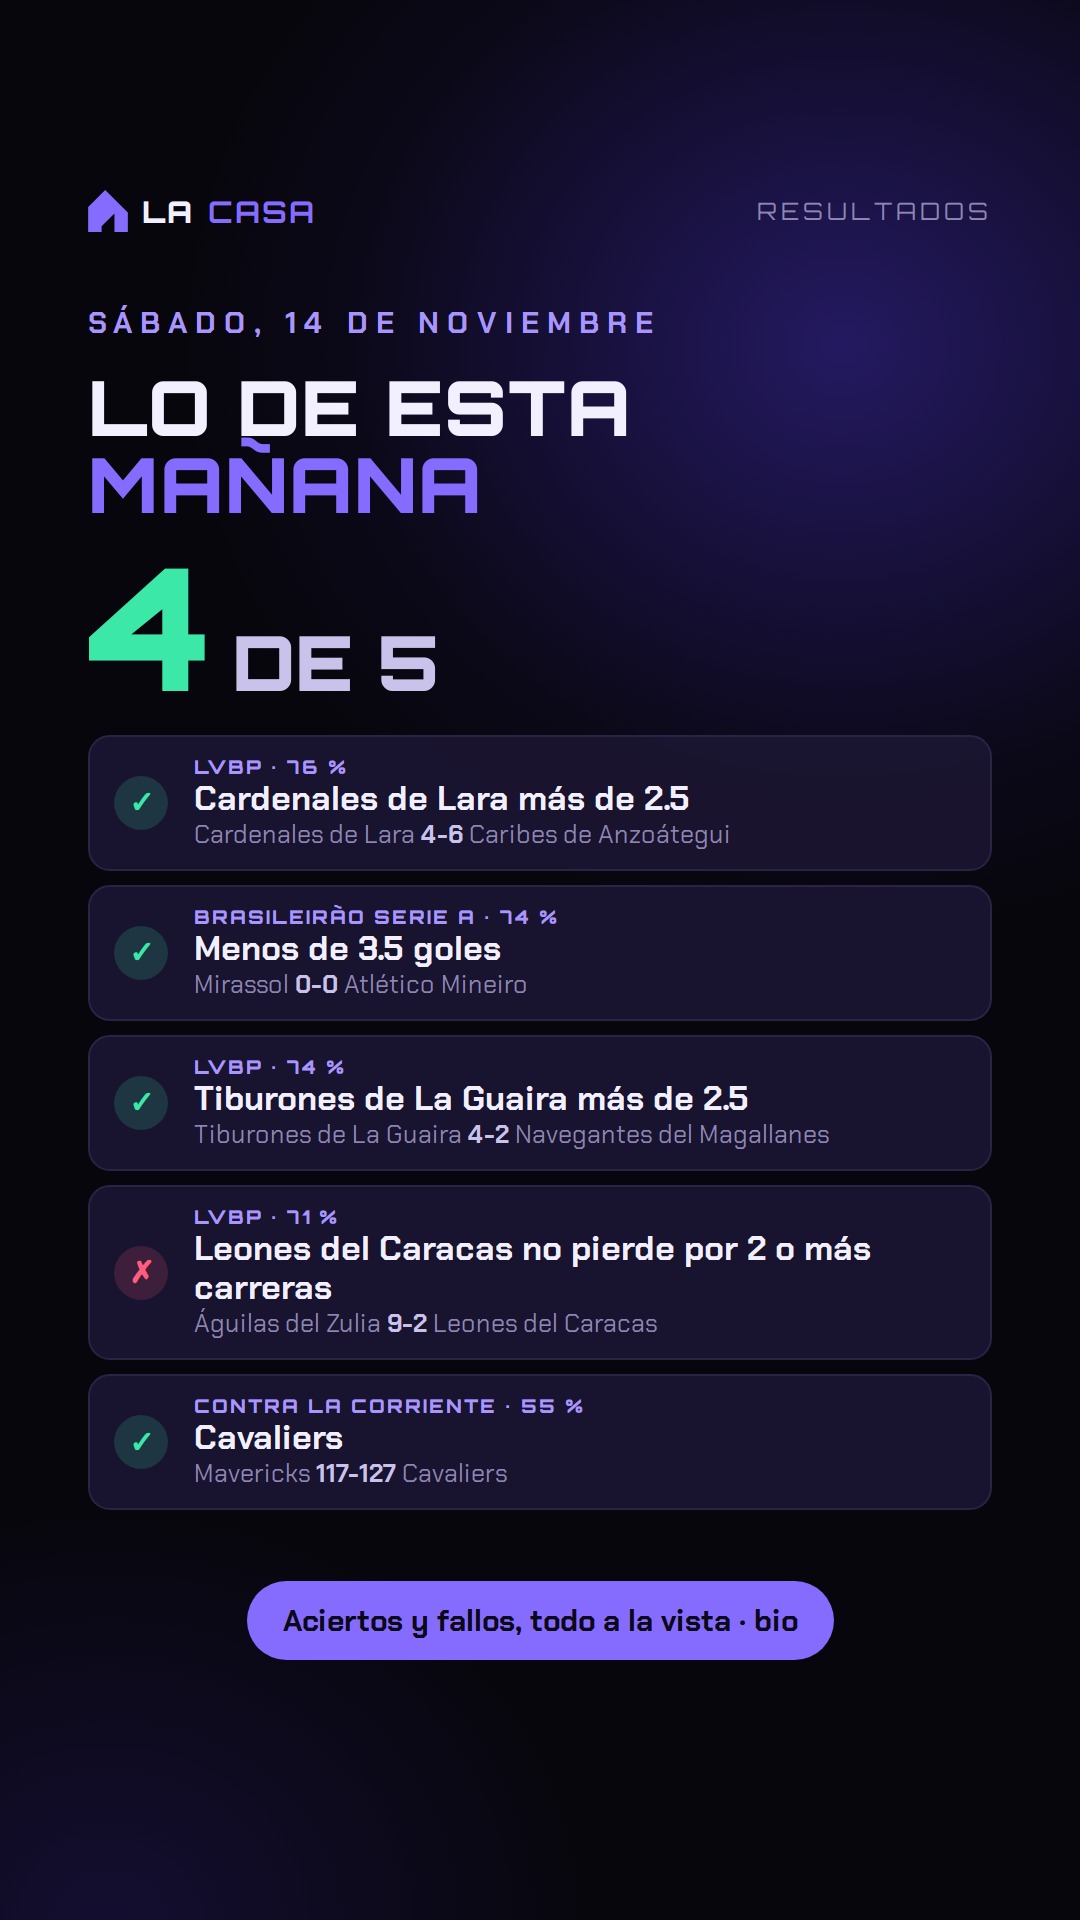 LA CASA
RESULTADOS
SÁBADO, 14 DE NOVIEMBRE
LO DE ESTA
MAÑANA
4 DE 5
LVBP · 76 %
✓
Cardenales de Lara más de 2.5
Cardenales de Lara 4-6 Caribes de Anzoátegui
BRASILEIRÃO SERIE A · 74 %
✓
Menos de 3.5 goles
Mirassol 0-0 Atlético Mineiro
LVBP · 74 %
✓
Tiburones de La Guaira más de 2.5
Tiburones de La Guaira 4-2 Navegantes del Magallanes
LVBP · 71 %
✗
Leones del Caracas no pierde por 2 o más
carreras
Águilas del Zulia 9-2 Leones del Caracas
CONTRA LA CORRIENTE · 55 %
✓
Cavaliers
Mavericks 117-127 Cavaliers
Aciertos y fallos, todo a la vista · bio